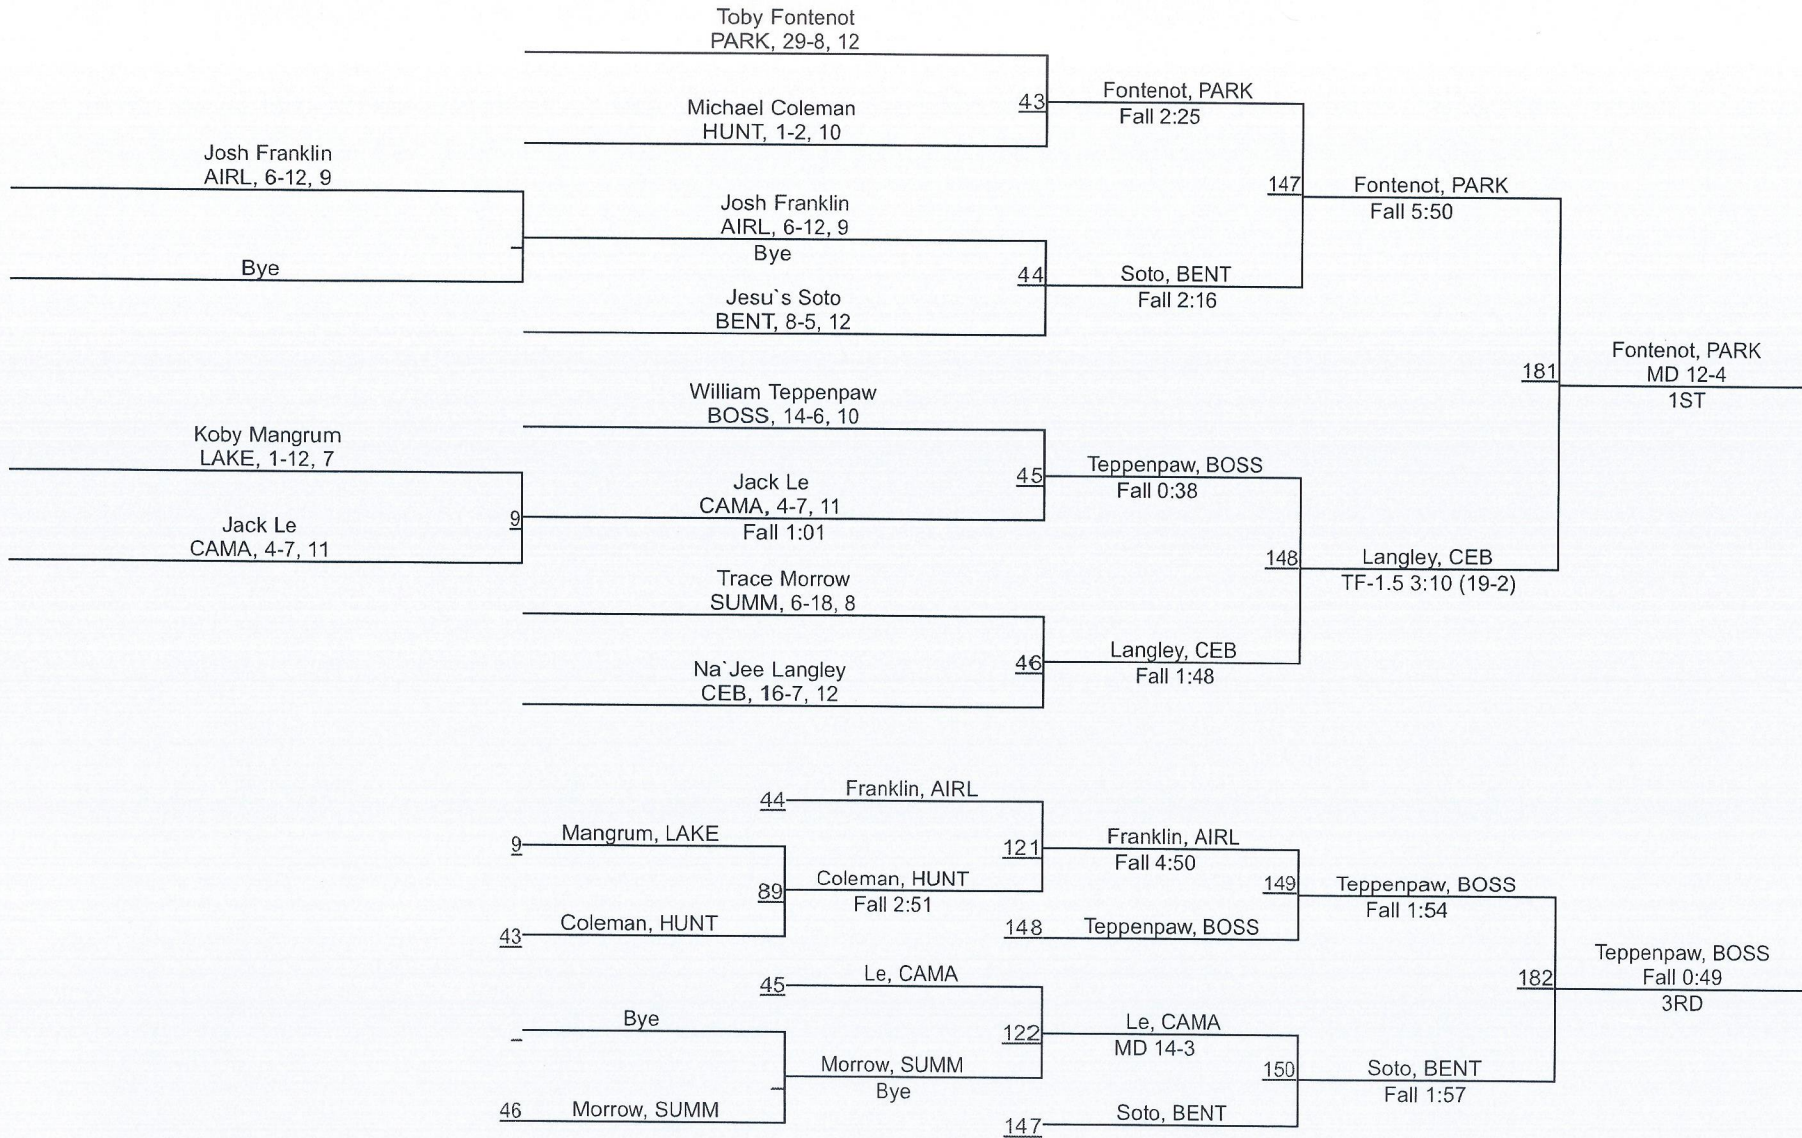 Toby Fontenot
PARK, 29-8, 12
Michael Coleman
HUNT, 1-2, 10
43
Fontenot, PARK
Fall 2:25
Josh Franklin
AIRL, 6-12, 9
Bye
Josh Franklin
AIRL, 6-12, 9
Bye
Jesu`s Soto
BENT, 8-5, 12
44
Soto, BENT
Fall 2:16
147
Fontenot, PARK
Fall 5:50
William Teppenpaw
BOSS, 14-6, 10
Koby Mangrum
LAKE, 1-12, 7
Jack Le
CAMA, 4-7, 11
9
Jack Le
CAMA, 4-7, 11
Fall 1:01
45
Teppenpaw, BOSS
Fall 0:38
Trace Morrow
SUMM, 6-18, 8
Na`Jee Langley
CEB, 16-7, 12
46
Langley, CEB
Fall 1:48
148
Langley, CEB
TF-1.5 3:10 (19-2)
181
Fontenot, PARK
MD 12-4
1ST
44
Franklin, AIRL
9
Mangrum, LAKE
43
Coleman, HUNT
89
Coleman, HUNT
Fall 2:51
121
Franklin, AIRL
Fall 4:50
148
Teppenpaw, BOSS
149
Teppenpaw, BOSS
Fall 1:54
45
Le, CAMA
Bye
46
Morrow, SUMM
Morrow, SUMM
Bye
122
Le, CAMA
MD 14-3
147
Soto, BENT
150
Soto, BENT
Fall 1:57
182
Teppenpaw, BOSS
Fall 0:49
3RD